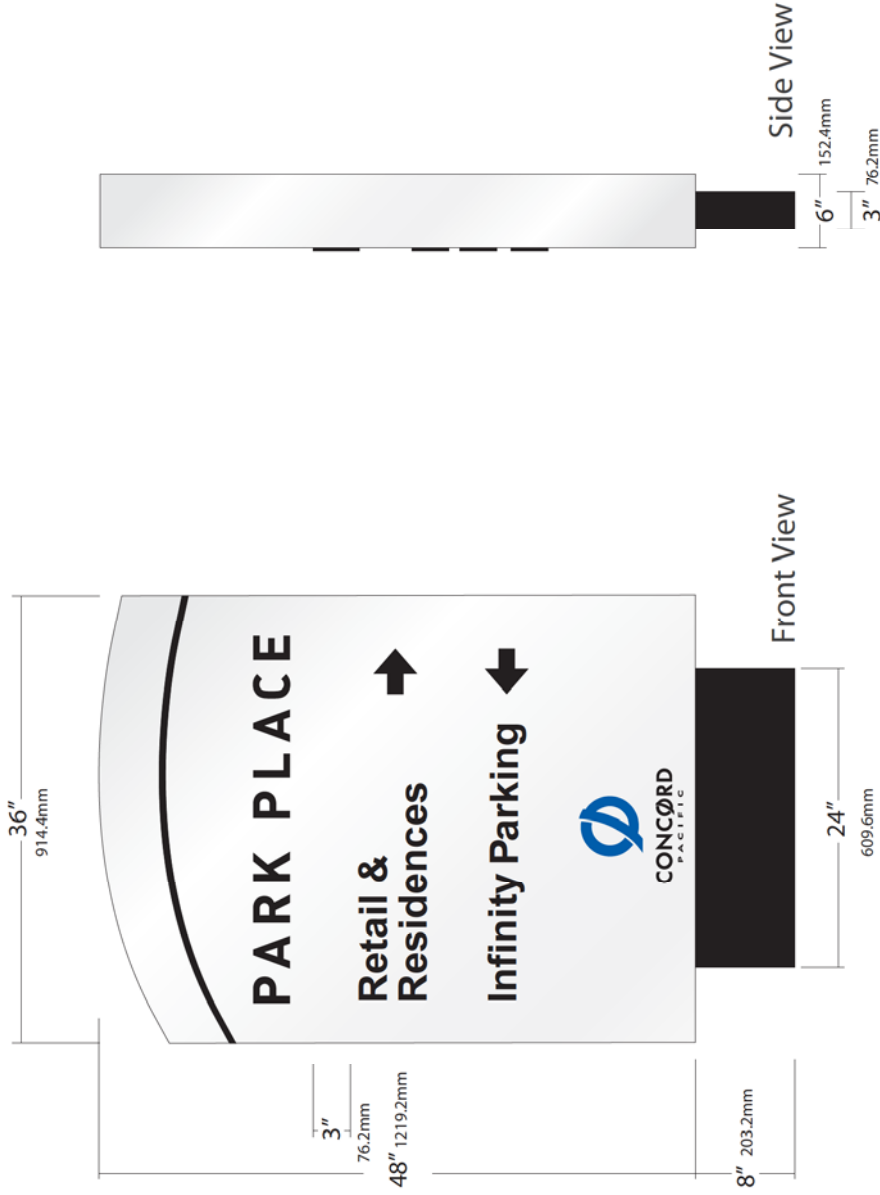 36"
914.4mm
PARK PLACE
Retail &
Residences
Infinity Parking
CONCØRD
PACIFIC
3"
76.2mm
48" 1219.2mm
8" 203.2mm
24"
609.6mm
Front View
6"
152.4mm
3"
76.2mm
Side View